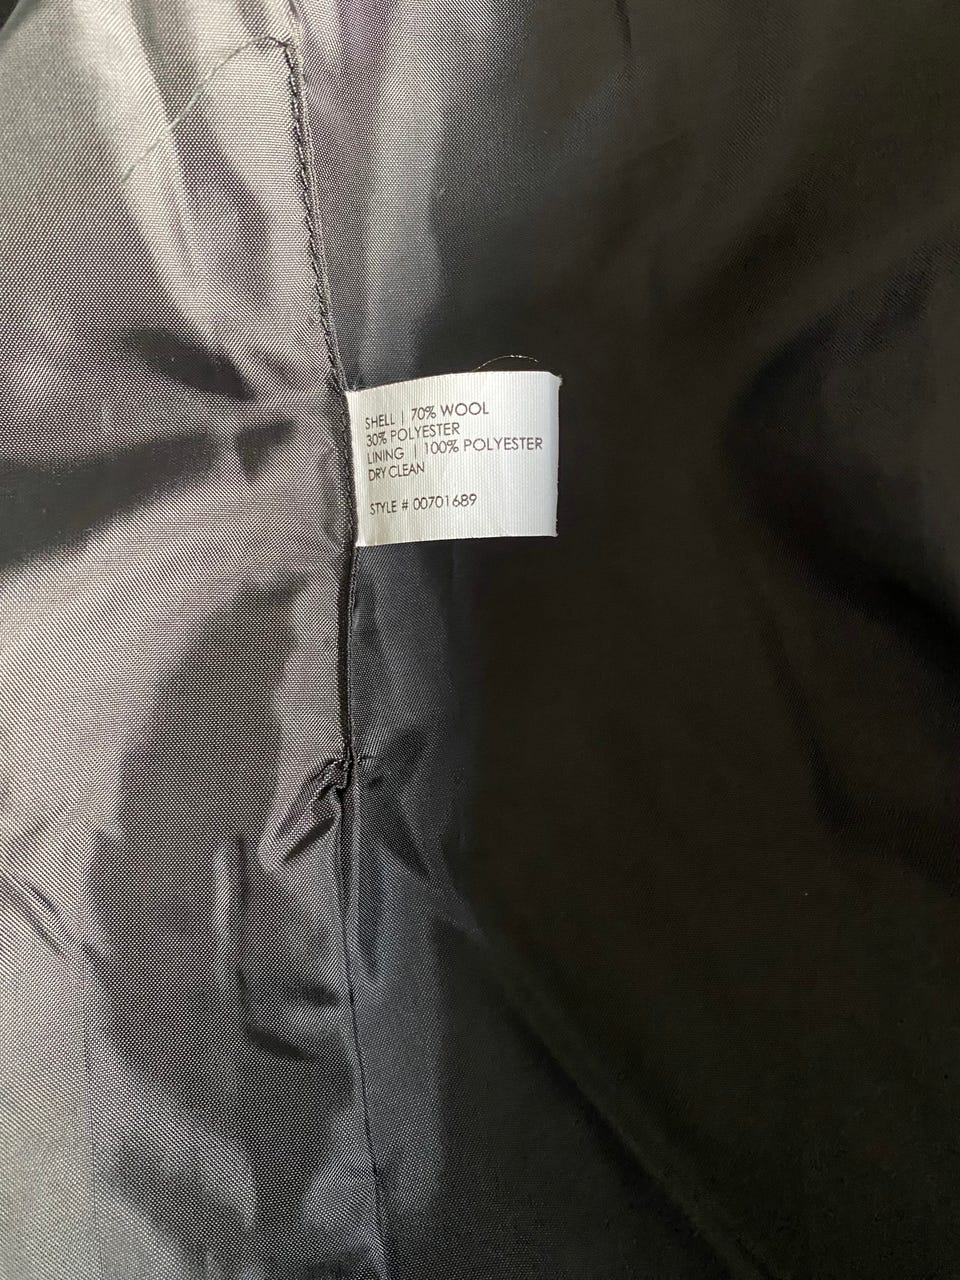 SHELL | 70% WOOL
30% POLYESTER
LINING | 100% POLYESTER
DRY CLEAN
STYLE # 00701689